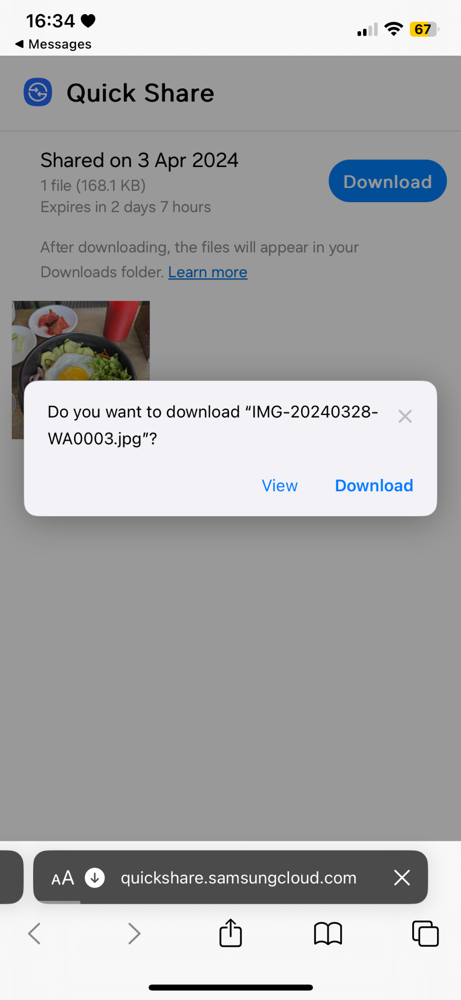 16:34
Messages
67
Quick Share
Shared on 3 Apr 2024
1 file (168.1 KB)
Expires in 2 days 7 hours
Download
After downloading, the files will appear in your
Downloads folder. Learn more
Do you want to download “IMG-20240328-
WA0003.jpg”?
View
Download
AA
quickshare.samsungcloud.com